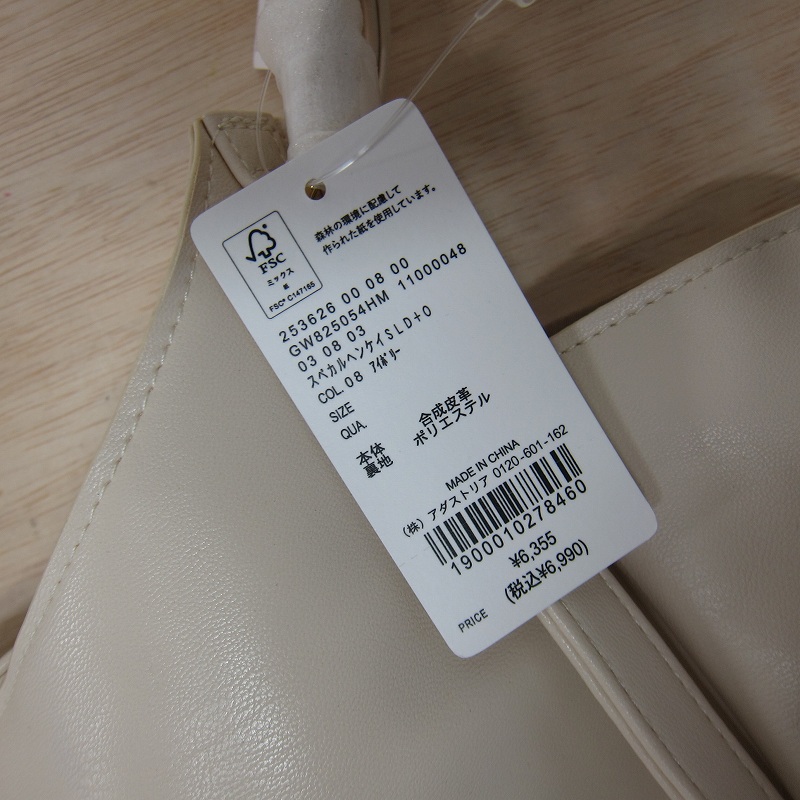 FSC
ミックス
紙
FSC® C147165
森林の環境に配慮して
作られた紙を使用しています。
253626 00 08 00
GW825054HM 11000048
03 08 03
スペカルヘンケイSLD+O
COL.08 アイボリー
SIZE
QUA.
本体 合成皮革
裏地 ポリエステル
MADE IN CHINA
(株) アダストリア 0120-601-162
1900010278460
¥6,355
PRICE (税込¥6,990)